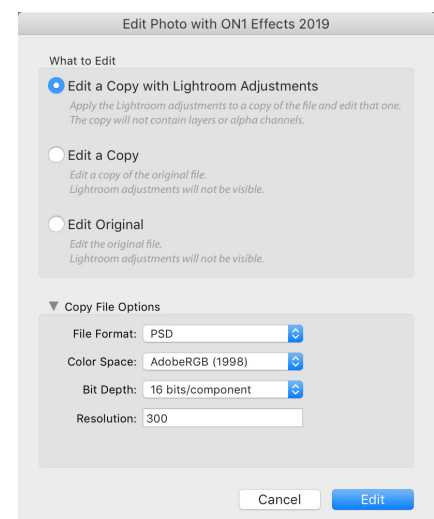 Edit Photo with ON1 Effects 2019
What to Edit
Edit a Copy with Lightroom Adjustments
Apply the Lightroom adjustments to a copy of the file and edit that one.
The copy will not contain layers or alpha channels.
Edit a Copy
Edit a copy of the original file.
Lightroom adjustments will not be visible.
Edit Original
Edit the original file.
Lightroom adjustments will not be visible.
Copy File Options
File Format: PSD
Color Space: AdobeRGB (1998)
Bit Depth: 16 bits/component
Resolution: 300
Cancel Edit